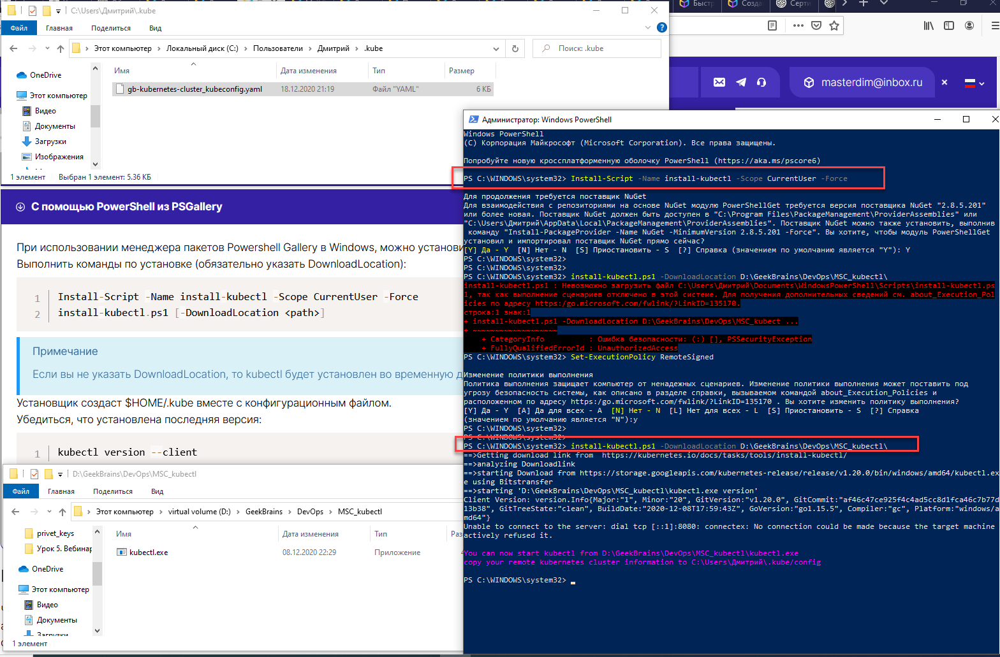 C:\Users\Дмитрий\.kube
Файл Главная Поделиться Вид
Этот компьютер › Локальный диск (C:) › Пользователи › Дмитрий › .kube
Поиск: .kube
OneDrive
Этот компьютер
Видео
Документы
Загрузки
Изображения
Имя Дата изменения Тип Размер
gb-kubernetes-cluster_kubeconfig.yaml 18.12.2020 21:19 Файл "YAML" 6 КБ
1 элемент Выбран 1 элемент: 5.36 КБ
Быстр
Созда
Серти
masterdim@inbox.ru
С помощью PowerShell из PSGallery
При использовании менеджера пакетов Powershell Gallery в Windows, можно установи
Выполнить команды по установке (обязательно указать DownloadLocation):
1 Install-Script -Name install-kubectl -Scope CurrentUser -Force
2 install-kubectl.ps1 [-DownloadLocation <path>]
Примечание
Если вы не указать DownloadLocation, то kubectl будет установлен во временную д
Установщик создаст $HOME/.kube вместе с конфигурационным файлом.
Убедиться, что установлена последняя версия:
1 kubectl version --client
D:\GeekBrains\DevOps\MSC_kubectl
Файл Главная Поделиться Вид
Этот компьютер › virtual volume (D:) › GeekBrains › DevOps › MSC_kubectl
privet_keys
Урок 5. Вебинар
OneDrive
Этот компьютер
Видео
Документы
Загрузки
Имя Дата изменения Тип Раз
kubectl.exe 08.12.2020 22:29 Приложение
1 элемент
Администратор: Windows PowerShell
Windows PowerShell
(C) Корпорация Майкрософт (Microsoft Corporation). Все права защищены.
Попробуйте новую кроссплатформенную оболочку PowerShell (https://aka.ms/pscore6)
PS C:\WINDOWS\system32> Install-Script -Name install-kubectl -Scope CurrentUser -Force
Для продолжения требуется поставщик NuGet
Для взаимодействия с репозиториями на основе NuGet модулю PowerShellGet требуется версия поставщика NuGet "2.8.5.201"
или более новая. Поставщик NuGet должен быть доступен в "C:\Program Files\PackageManagement\ProviderAssemblies" или
"C:\Users\Дмитрий\AppData\Local\PackageManagement\ProviderAssemblies". Поставщик NuGet можно также установить, выполнив
команду "Install-PackageProvider -Name NuGet -MinimumVersion 2.8.5.201 -Force". Вы хотите, чтобы модуль PowerShellGet
установил и импортировал поставщик NuGet прямо сейчас?
[Y] Да - Y [N] Нет - N [S] Приостановить - S [?] Справка (значением по умолчанию является "Y"): Y
PS C:\WINDOWS\system32>
PS C:\WINDOWS\system32>
PS C:\WINDOWS\system32> install-kubectl.ps1 -DownloadLocation D:\GeekBrains\DevOps\MSC_kubectl\
install-kubectl.ps1 : Невозможно загрузить файл C:\Users\Дмитрий\Documents\WindowsPowerShell\Scripts\install-kubectl.ps
1, так как выполнение сценариев отключено в этой системе. Для получения дополнительных сведений см. about_Execution_Pol
icies по адресу https:/go.microsoft.com/fwlink/?LinkID=135170.
строка:1 знак:1
+ install-kubectl.ps1 -DownloadLocation D:\GeekBrains\DevOps\MSC_kubect ...
+ ~~~~~~~~~~~~~~~~~~~
+ CategoryInfo : Ошибка безопасности: (:) [], PSSecurityException
+ FullyQualifiedErrorId : UnauthorizedAccess
PS C:\WINDOWS\system32> Set-ExecutionPolicy RemoteSigned
Изменение политики выполнения
Политика выполнения защищает компьютер от ненадежных сценариев. Изменение политики выполнения может поставить под
угрозу безопасность системы, как описано в разделе справки, вызываемом командой about_Execution_Policies и
расположенном по адресу https:/go.microsoft.com/fwlink/?LinkID=135170 . Вы хотите изменить политику выполнения?
[Y] Да - Y [A] Да для всех - A [N] Нет - N [L] Нет для всех - L [S] Приостановить - S [?] Справка
(значением по умолчанию является "N"):y
PS C:\WINDOWS\system32>
PS C:\WINDOWS\system32>
PS C:\WINDOWS\system32> install-kubectl.ps1 -DownloadLocation D:\GeekBrains\DevOps\MSC_kubectl\
==>Getting download link from https://kubernetes.io/docs/tasks/tools/install-kubectl/
==>analyzing Downloadlink
==>starting Download from https://storage.googleapis.com/kubernetes-release/release/v1.20.0/bin/windows/amd64/kubectl.ex
e using Bitstransfer
==>starting 'D:\GeekBrains\DevOps\MSC_kubectl\kubectl.exe version'
Client Version: version.Info{Major:"1", Minor:"20", GitVersion:"v1.20.0", GitCommit:"af46c47ce925f4c4ad5cc8d1fca46c7b77d
13b38", GitTreeState:"clean", BuildDate:"2020-12-08T17:59:43Z", GoVersion:"go1.15.5", Compiler:"gc", Platform:"windows/a
md64"}
Unable to connect to the server: dial tcp [::1]:8080: connectex: No connection could be made because the target machine
actively refused it.
You can now start kubectl from D:\GeekBrains\DevOps\MSC_kubectl\kubectl.exe
copy your remote kubernetes cluster information to C:\Users\Дмитрий\.kube/config
PS C:\WINDOWS\system32>